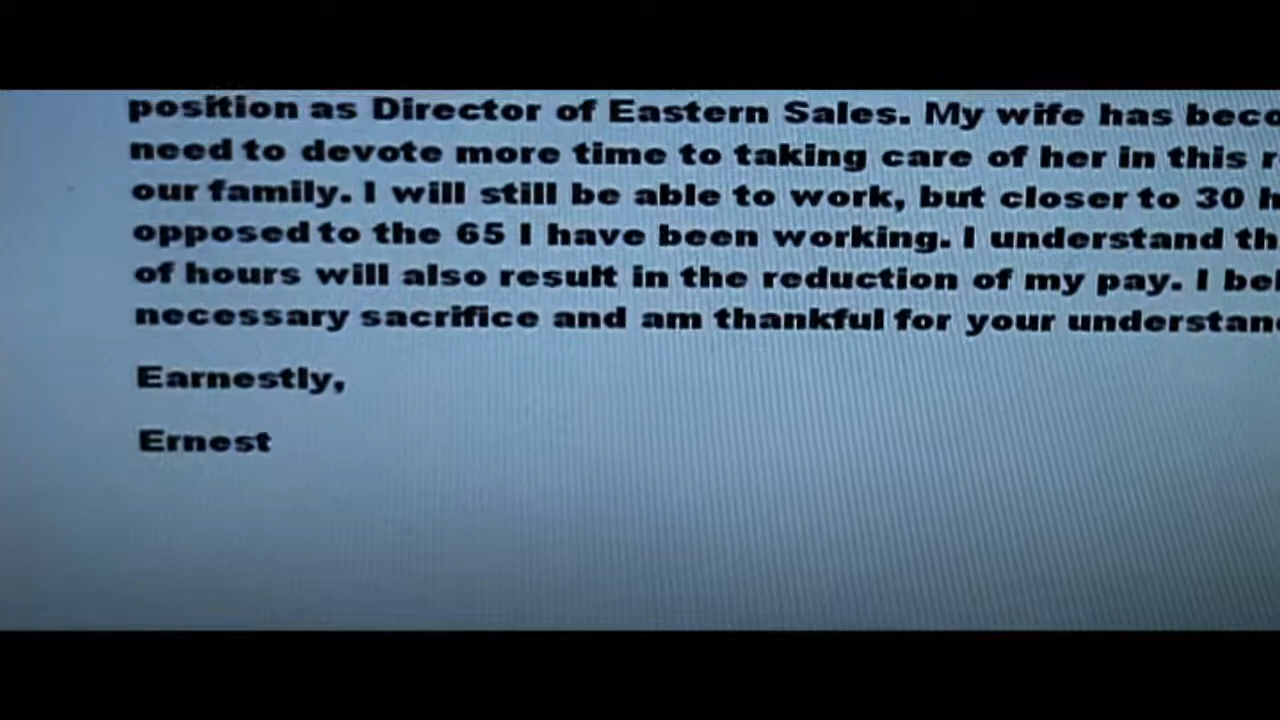 position as Director of Eastern Sales. My wife has
need to devote more time to taking care of her in this
our family. I will still be able to work, but closer to 30
opposed to the 65 I have been working. I understand
of hours will also result in the reduction of my pay. I
necessary sacrifice and am thankful for your
Earnestly,
Ernest